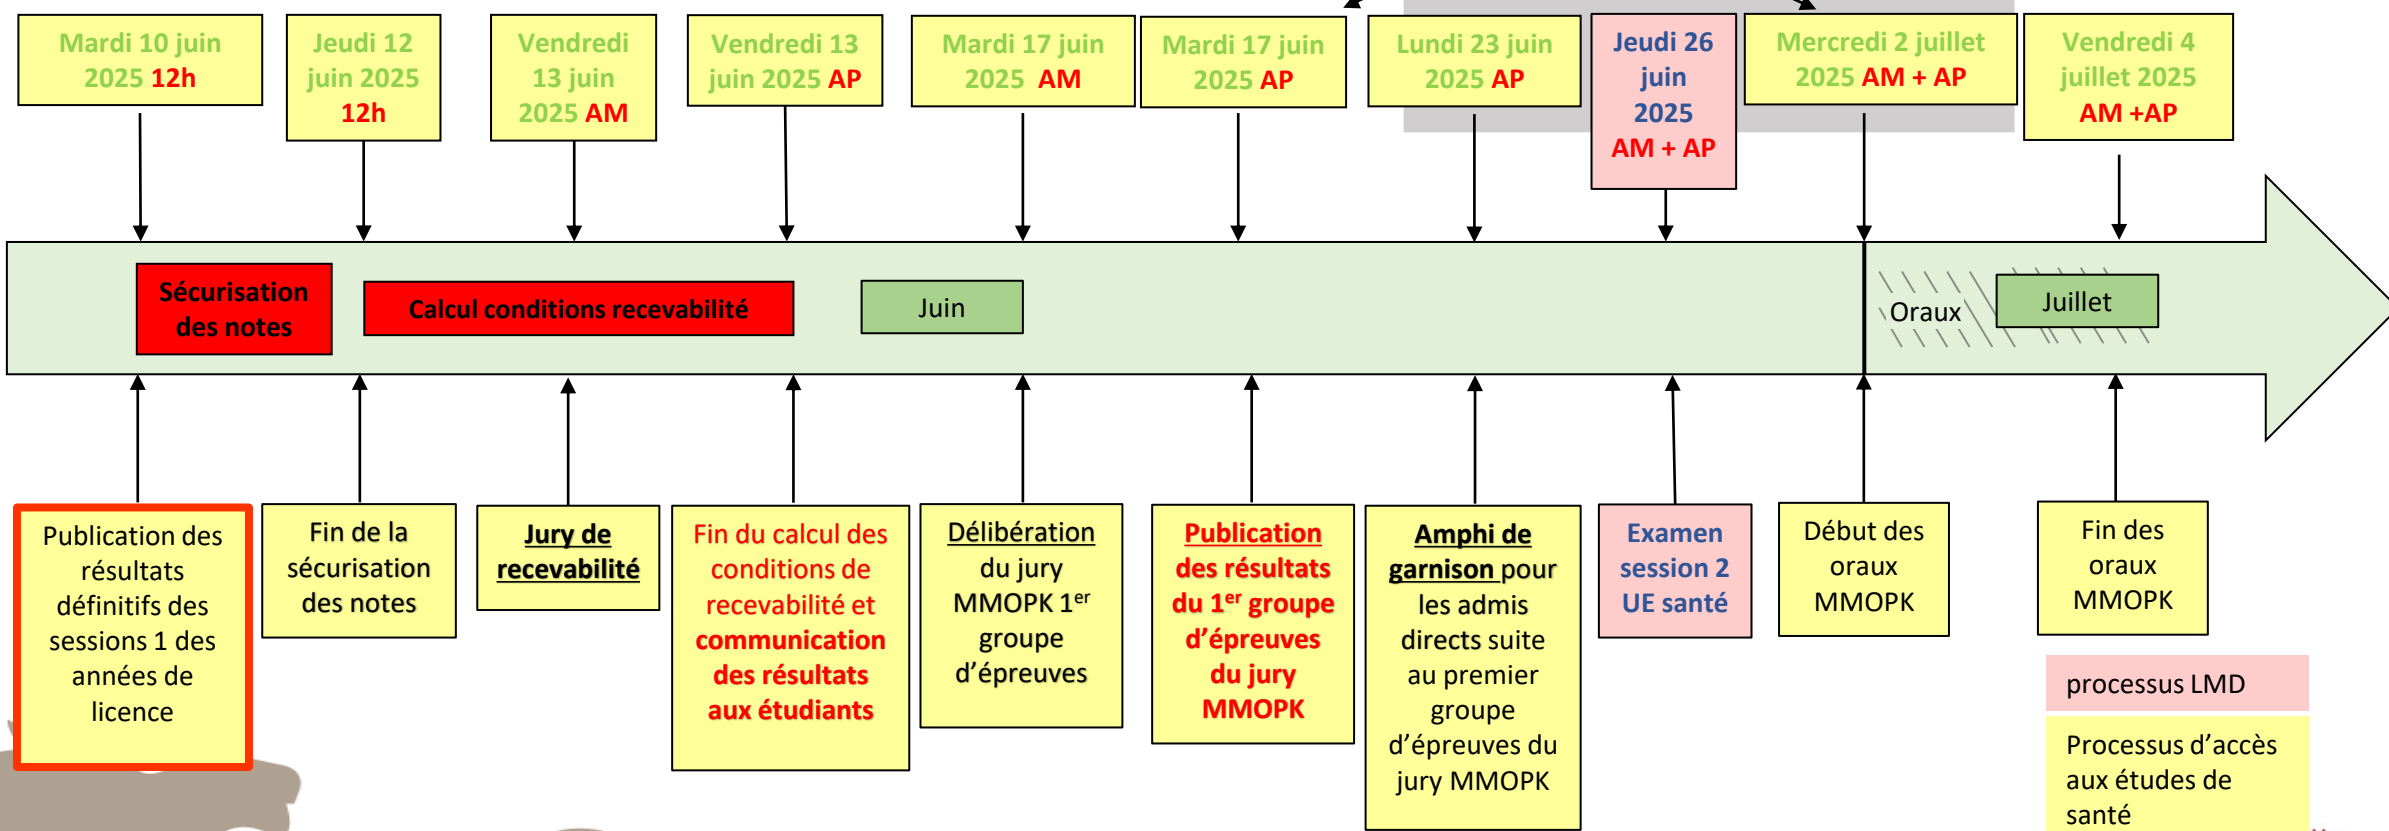 Mardi 10 juin
2025 12h
Jeudi 12
juin 2025
12h
Vendredi
13 juin
2025 AM
Vendredi 13
juin 2025 AP
Mardi 17 juin
2025 AM
Mardi 17 juin
2025 AP
Lundi 23 juin
2025 AP
Jeudi 26
juin
2025
AM + AP
Mercredi 2 juillet
2025 AM + AP
Vendredi 4
juillet 2025
AM +AP
Sécurisation
des notes
Calcul conditions recevabilité
Juin
Oraux
Juillet
Publication des
résultats
définitifs des
sessions 1 des
années de
licence
Fin de la
sécurisation
des notes
Jury de
recevabilité
Fin du calcul des
conditions de
recevabilité et
communication
des résultats
aux étudiants
Délibération
du jury
MMOPK 1er
groupe
d'épreuves
Publication
des résultats
du 1er groupe
d'épreuves
du jury
MMOPK
Amphi de
garnison pour
les admis
directs suite
au premier
groupe
d'épreuves du
jury MMOPK
Examen
session 2
UE santé
Début des
oraux
MMOPK
Fin des
oraux
MMOPK
processus LMD
Processus d'accès
aux études de
santé